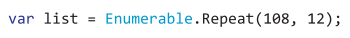 var list = Enumerable.Repeat(108, 12);